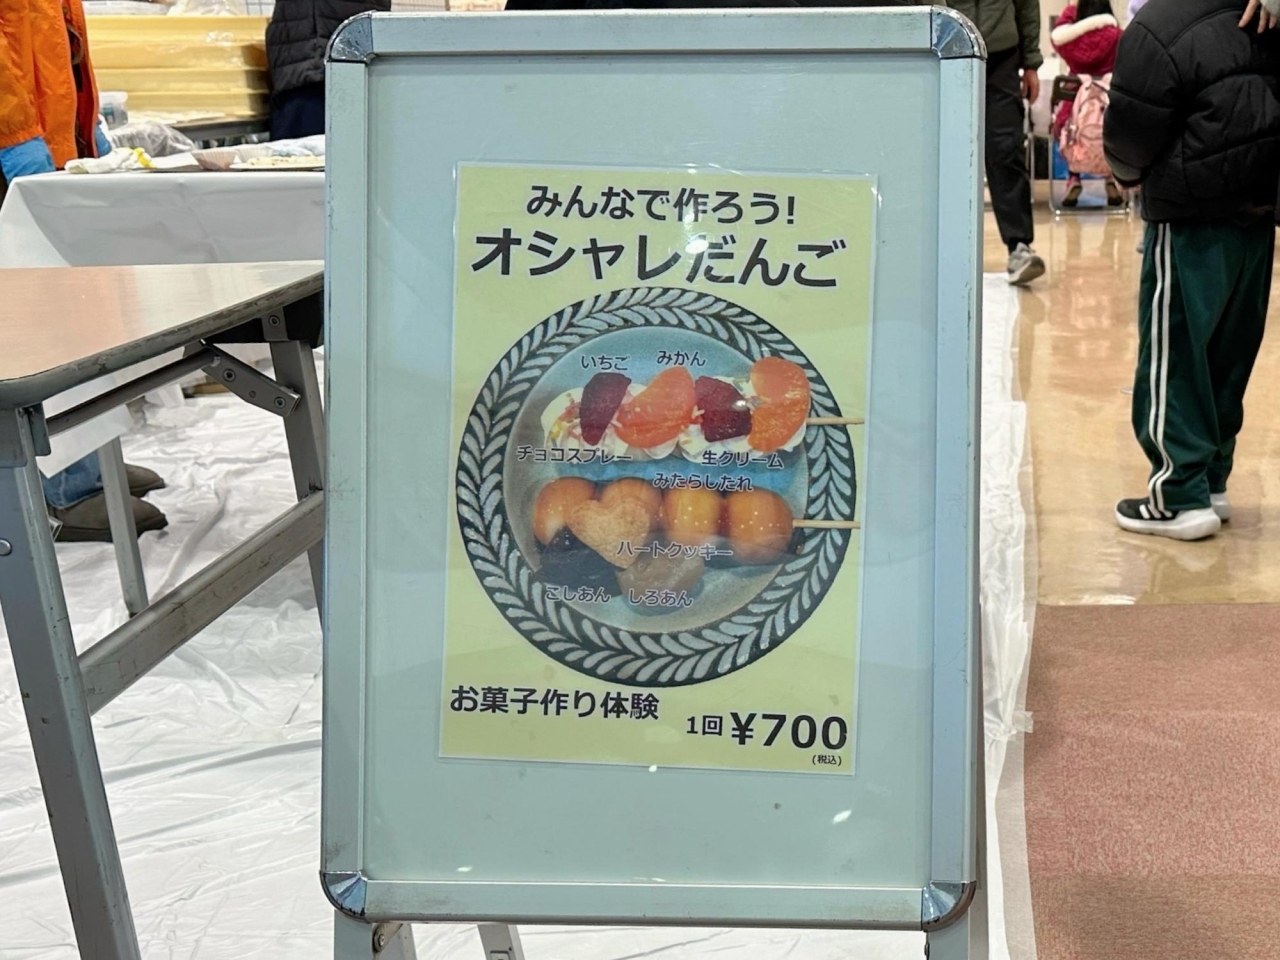 みんなで作ろう!
オシャレだんご
いちご みかん
チョコスプレー 生クリーム
みたらしたれ
ハートクッキー
こしあん しろあん
お菓子作り体験
1回 ¥700
(税込)